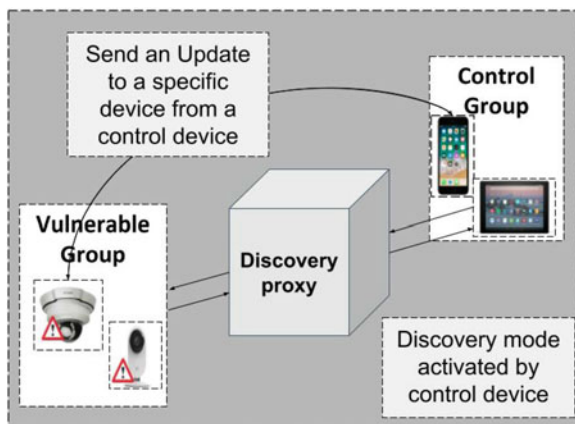 Send an Update
to a specific
device from a
control device
Control
Group
Vulnerable
Group
Discovery
proxy
Discovery mode
activated by
control device